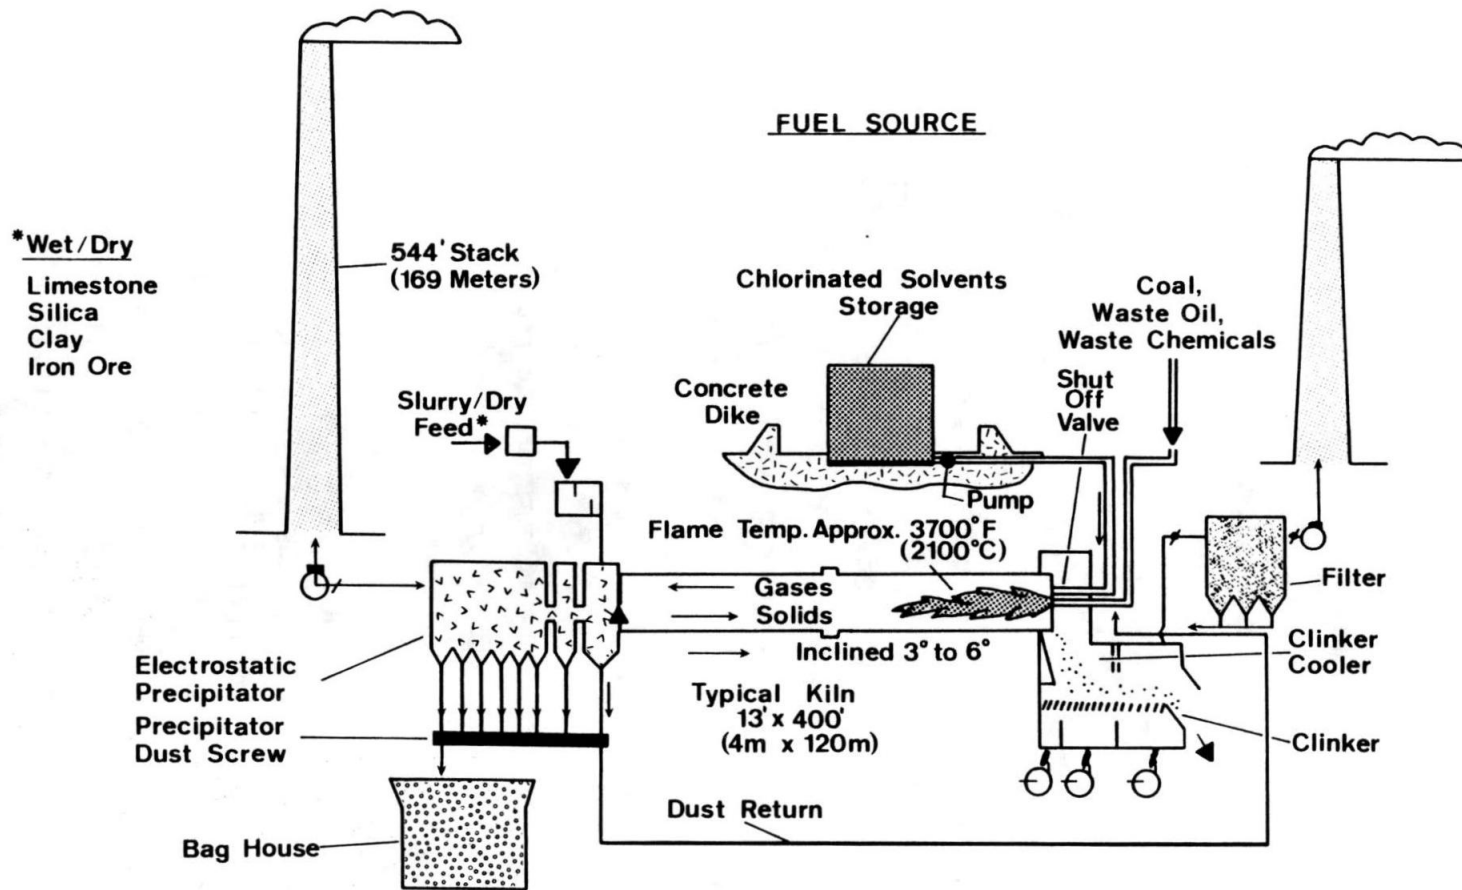 FUEL SOURCE
*Wet/Dry
Limestone
Silica
Clay
Iron Ore
544' Stack
(169 Meters)
Chlorinated Solvents
Storage
Coal,
Waste Oil,
Waste Chemicals
Concrete
Dike
Shut
Off
Valve
Slurry/Dry
Feed*
Pump
Flame Temp. Approx. 3700°F
(2100°C)
Filter
Gases
Solids
Inclined 3° to 6°
Clinker
Cooler
Electrostatic
Precipitator
Typical Kiln
13' x 400'
(4m x 120m)
Precipitator
Dust Screw
Clinker
Dust Return
Bag House